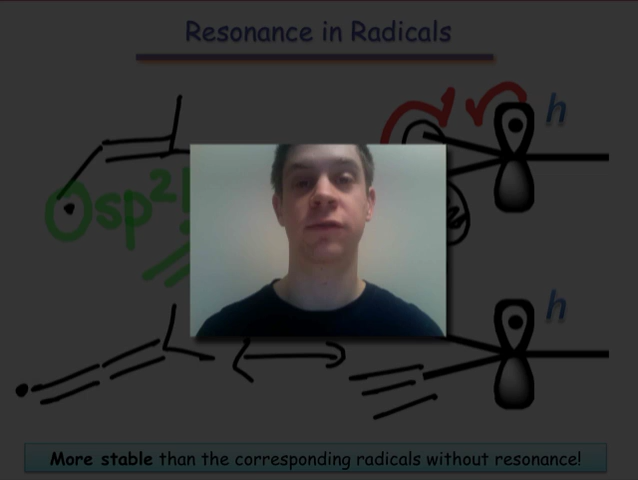 Resonance in Radicals
h
sp²!
h
More stable than the corresponding radicals without resonance!